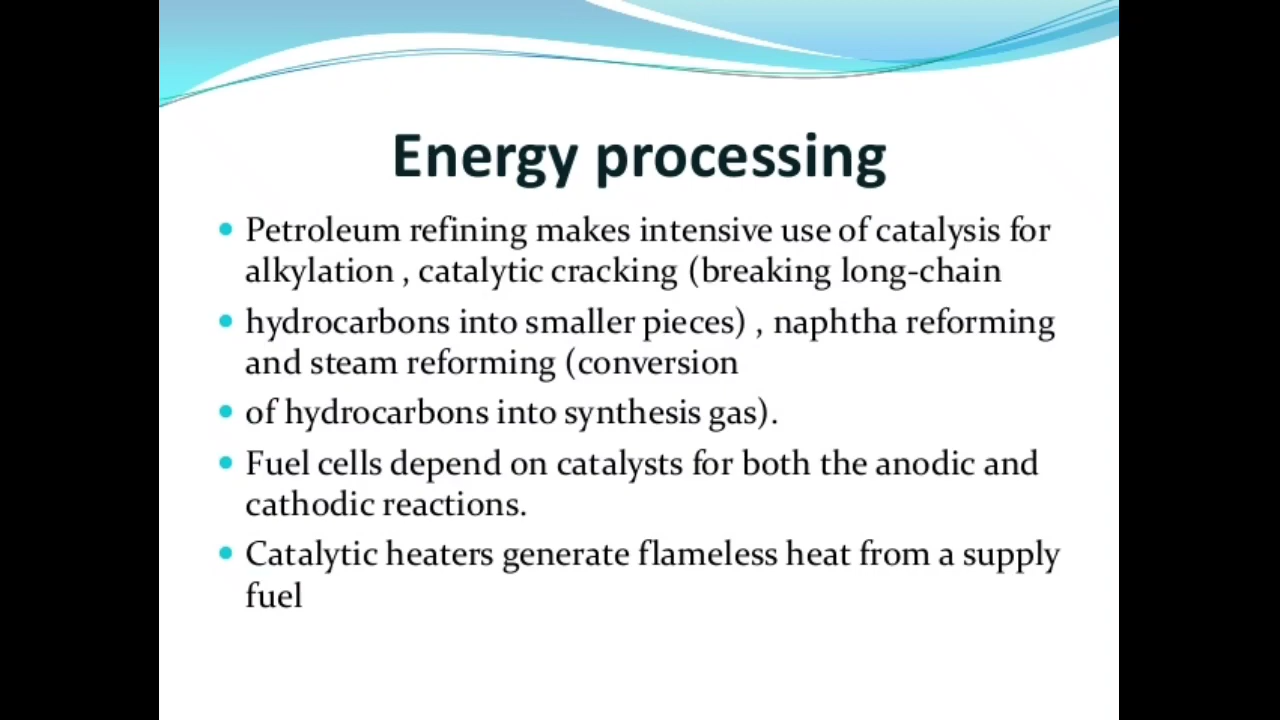 Energy processing
• Petroleum refining makes intensive use of catalysis for
alkylation , catalytic cracking (breaking long-chain
• hydrocarbons into smaller pieces) , naphtha reforming
and steam reforming (conversion
• of hydrocarbons into synthesis gas).
• Fuel cells depend on catalysts for both the anodic and
cathodic reactions.
• Catalytic heaters generate flameless heat from a supply
fuel